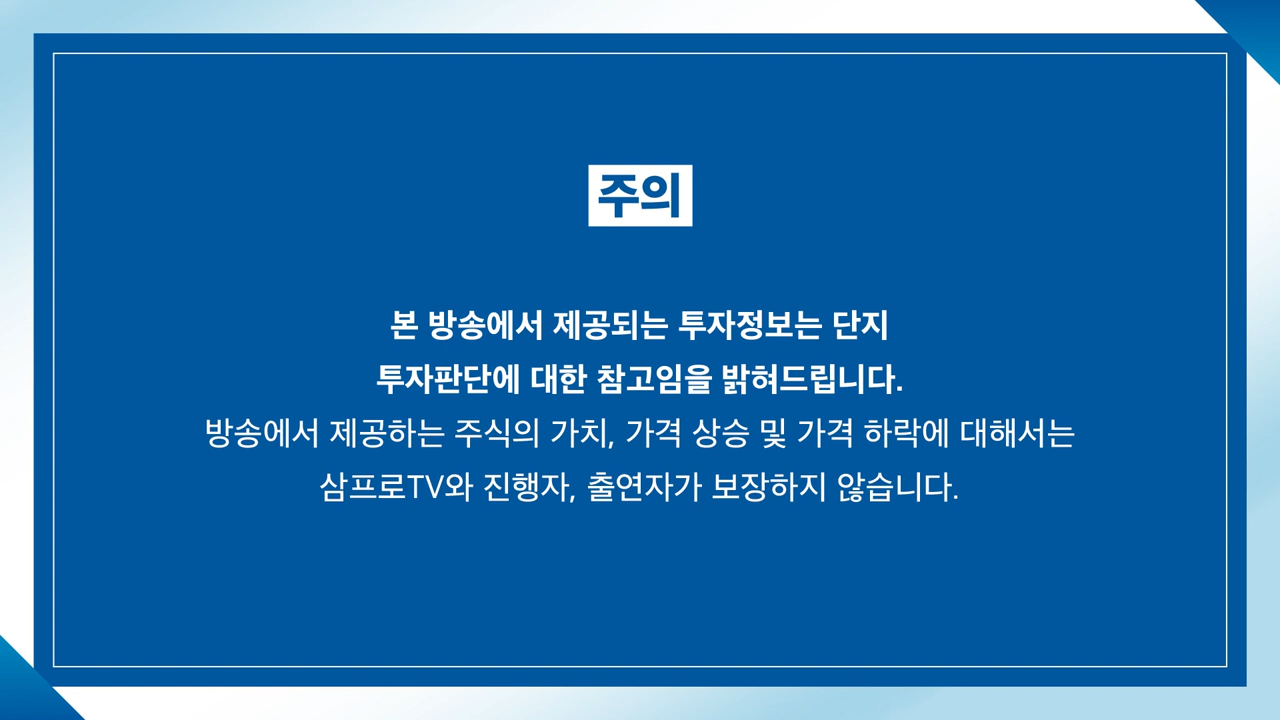 주의
본 방송에서 제공되는 투자정보는 단지
투자판단에 대한 참고임을 밝혀드립니다.
방송에서 제공하는 주식의 가치, 가격 상승 및 가격 하락에 대해서는
삼프로TV와 진행자, 출연자가 보장하지 않습니다.